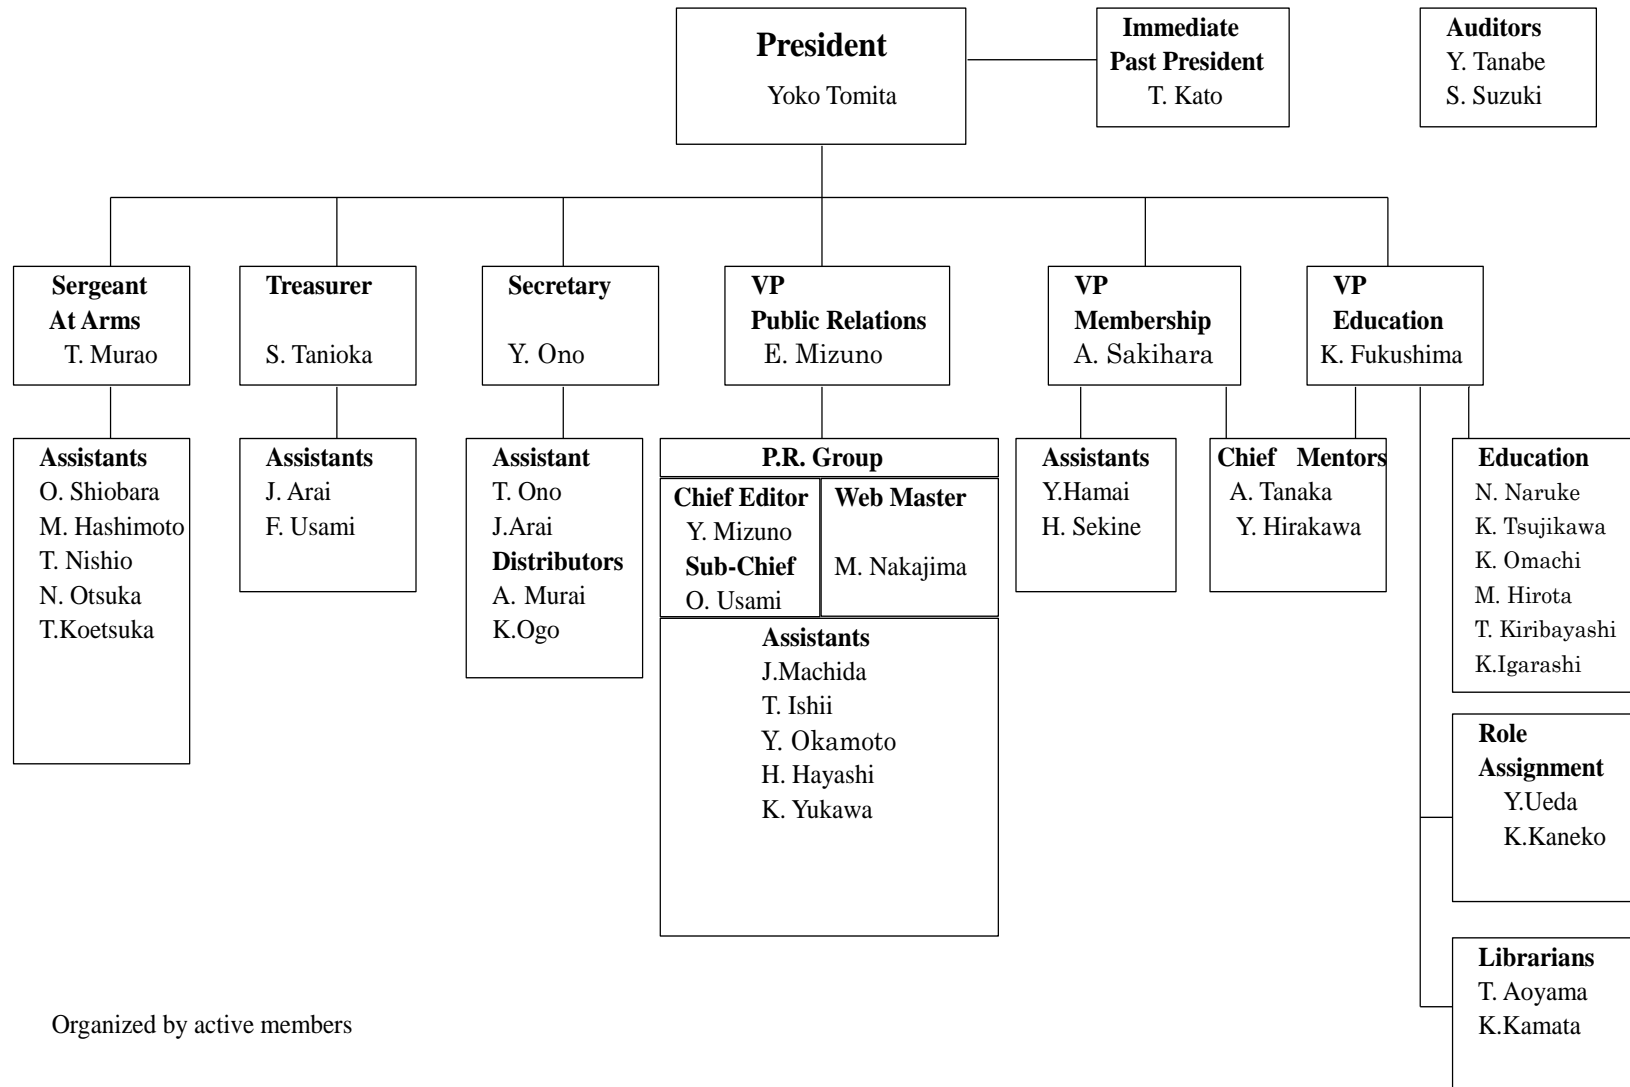 President
Yoko Tomita
Immediate
Past President
T. Kato
Auditors
Y. Tanabe
S. Suzuki
Sergeant
At Arms
T. Murao
Treasurer
S. Tanioka
Secretary
Y. Ono
VP
Public Relations
E. Mizuno
VP
Membership
A. Sakihara
VP
Education
K. Fukushima
Assistants
O. Shiobara
M. Hashimoto
T. Nishio
N. Otsuka
T.Koetsuka
Assistants
J. Arai
F. Usami
Assistant
T. Ono
J.Arai
Distributors
A. Murai
K.Ogo
P.R. Group
Chief Editor
Y. Mizuno
Sub-Chief
O. Usami
Web Master
M. Nakajima
Assistants
J.Machida
T. Ishii
Y. Okamoto
H. Hayashi
K. Yukawa
Assistants
Y.Hamai
H. Sekine
Chief Mentors
A. Tanaka
Y. Hirakawa
Education
N. Naruke
K. Tsujikawa
K. Omachi
M. Hirota
T. Kiribayashi
K.Igarashi
Role
Assignment
Y.Ueda
K.Kaneko
Librarians
T. Aoyama
K.Kamata
Organized by active members